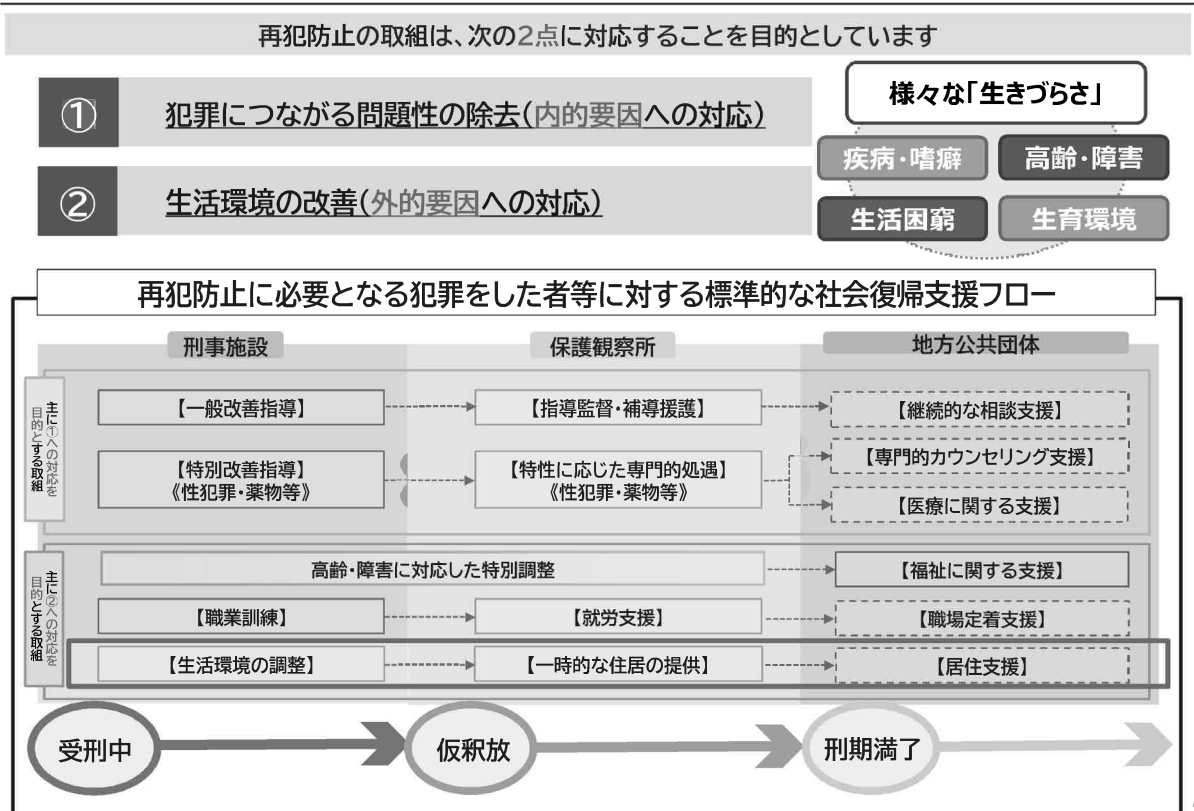 再犯防止の取組は、次の2点に対応することを目的としています
① 犯罪につながる問題性の除去(内的要因への対応)
② 生活環境の改善(外的要因への対応)
様々な「生きづらさ」
疾病・嗜癖
高齢・障害
生活困窮
生育環境
再犯防止に必要となる犯罪をした者等に対する標準的な社会復帰支援フロー
刑事施設
保護観察所
地方公共団体
主に①への対応を
目的とする取組
【一般改善指導】
【指導監督・補導援護】
【継続的な相談支援】
【特別改善指導】
《性犯罪・薬物等》
【特性に応じた専門的処遇】
《性犯罪・薬物等》
【専門的カウンセリング支援】
【医療に関する支援】
主に②への対応を
目的とする取組
高齢・障害に対応した特別調整
【福祉に関する支援】
【職業訓練】
【就労支援】
【職場定着支援】
【生活環境の調整】
【一時的な住居の提供】
【居住支援】
受刑中
仮釈放
刑期満了